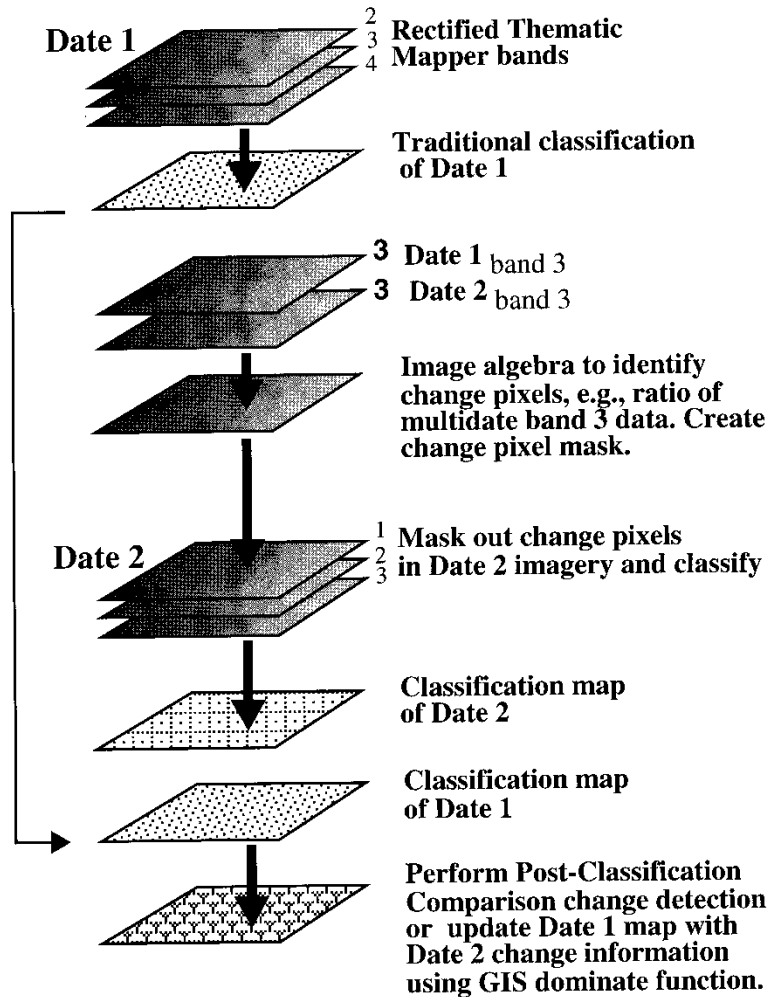 Date 1
2
3
4
Rectified Thematic
Mapper bands
Traditional classification
of Date 1
3 Date 1 band 3
3 Date 2 band 3
Image algebra to identify
change pixels, e.g., ratio of
multidate band 3 data. Create
change pixel mask.
Date 2
1
2
3
Mask out change pixels
in Date 2 imagery and classify
Classification map
of Date 2
Classification map
of Date 1
Perform Post-Classification
Comparison change detection
or update Date 1 map with
Date 2 change information
using GIS dominate function.